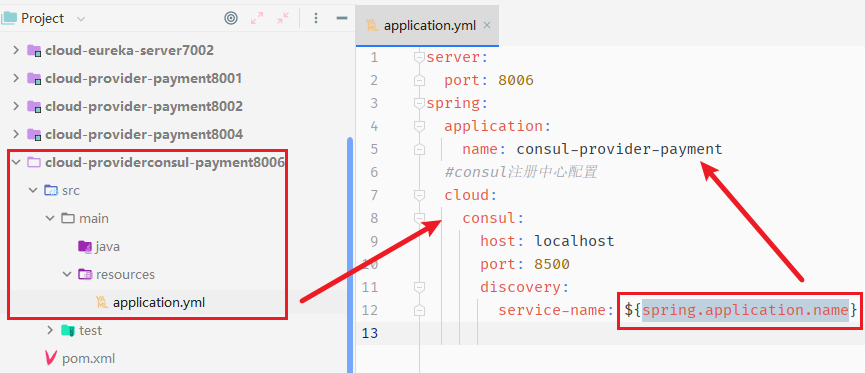 Project
cloud-eureka-server7002
cloud-provider-payment8001
cloud-provider-payment8002
cloud-provider-payment8004
cloud-providerconsul-payment8006
src
main
java
resources
application.yml
test
pom.xml
application.yml
1 server:
2   port: 8006
3 spring:
4   application:
5     name: consul-provider-payment
6   #consul注册中心配置
7   cloud:
8     consul:
9       host: localhost
10       port: 8500
11       discovery:
12         service-name: ${spring.application.name}
13